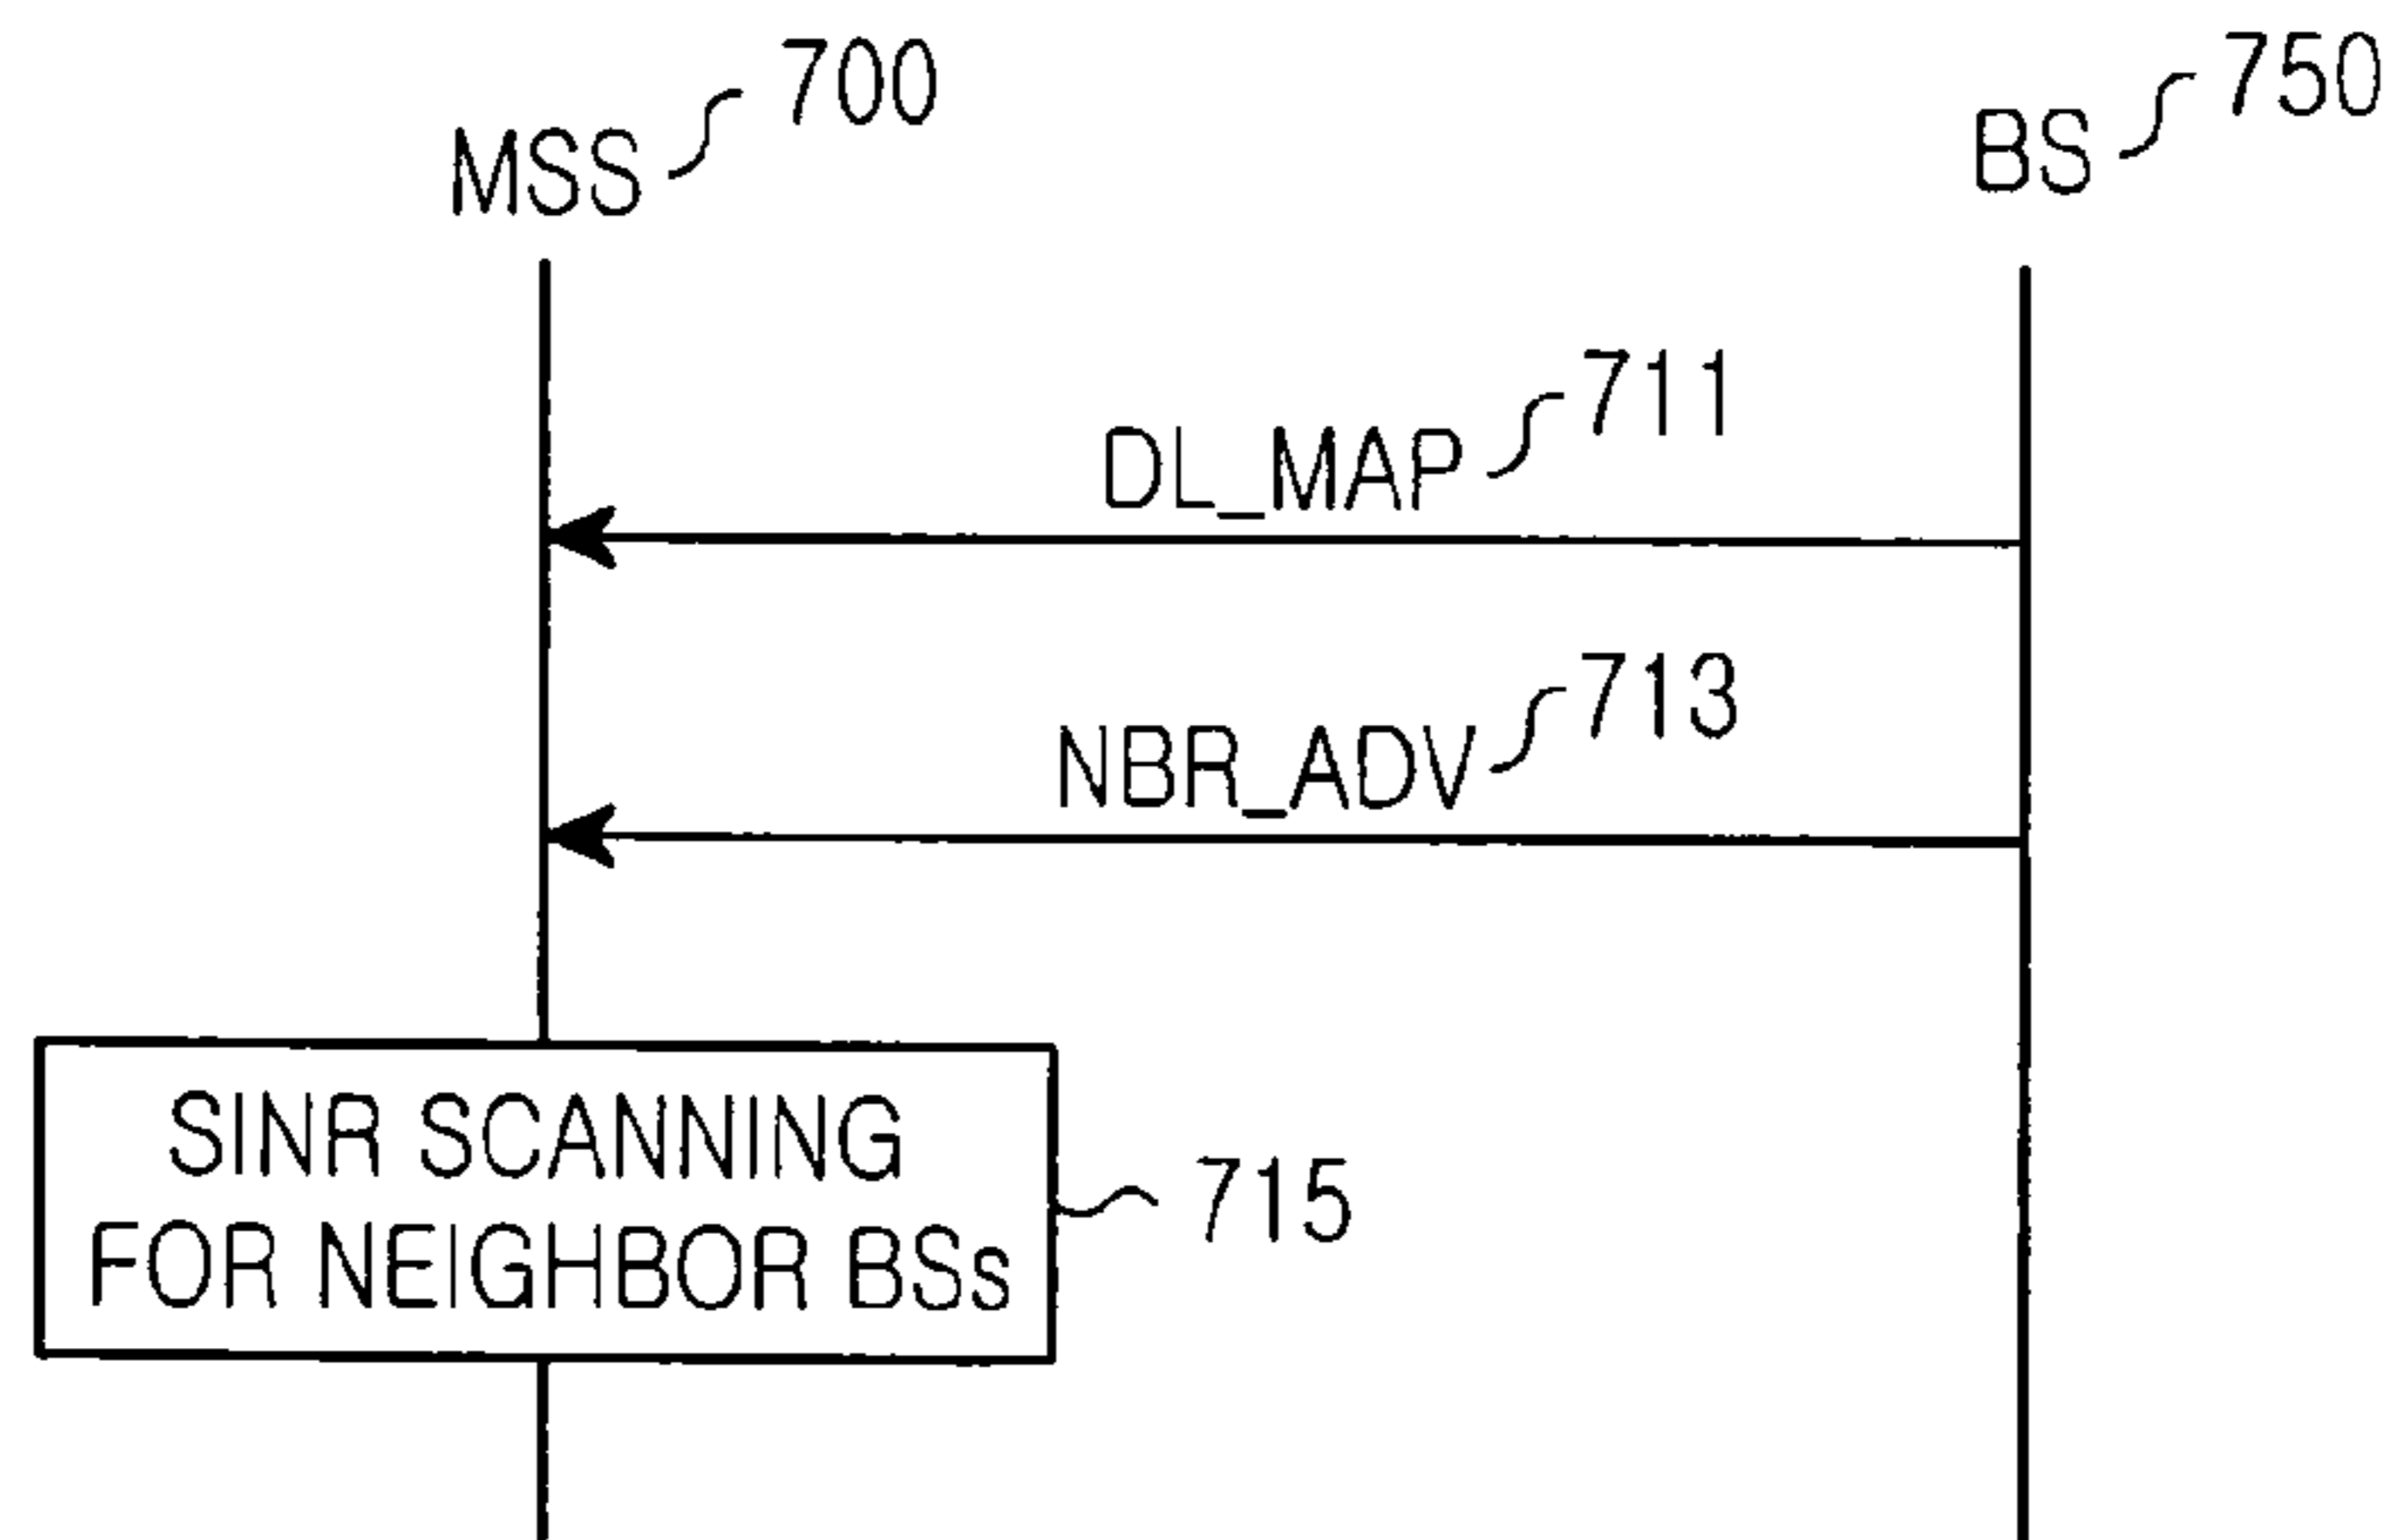 MSS 700
BS 750
DL_MAP 711
NBR_ADV 713
SINR SCANNING
FOR NEIGHBOR BSs
715